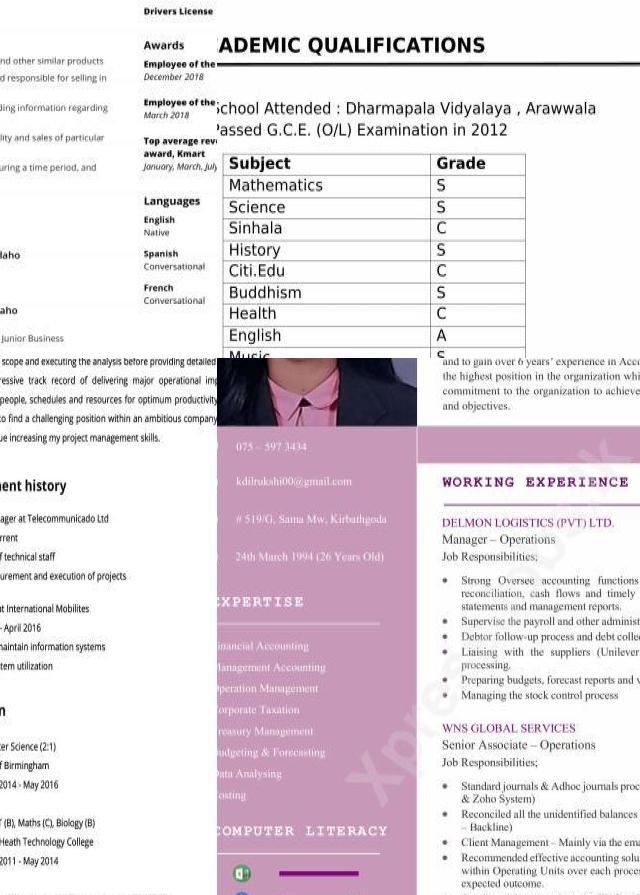 Drivers License
nd other similar products
d responsible for selling in
ding information regarding
lity and sales of particular
uring a time period, and
laho
aho
Junior Business
Awards
Employee of the
December 2018
Employee of the
March 2018
Top average rev
award, Kmart
January, March, July
Languages
English
Native
Spanish
Conversational
French
Conversational
ADEMIC QUALIFICATIONS
School Attended : Dharmapala Vidyalaya , Arawwala
Passed G.C.E. (O/L) Examination in 2012
Subject Grade
Mathematics S
Science S
Sinhala C
History S
Citi.Edu C
Buddhism S
Health C
English A
Music S
scope and executing the analysis before providing detailed
ressive track record of delivering major operational imp
people, schedules and resources for optimum productivity
to find a challenging position within an ambitious company
ue increasing my project management skills.
ent history
ager at Telecommunicado Ltd
rrent
f technical staff
urement and execution of projects
t International Mobilites
- April 2016
maintain information systems
tem utilization
n
er Science (2:1)
f Birmingham
2014 - May 2016
(B), Maths (C), Biology (B)
Heath Technology College
2011 - May 2014
075 – 597 3434
kdilrukshi00@gmail.com
# 519/G, Sama Mw, Kirbathgoda
24th March 1994 (26 Years Old)
EXPERTISE
inancial Accounting
Management Accounting
Operation Management
orporate Taxation
reasury Management
udgeting & Forecasting
Data Analysing
osting
COMPUTER LITERACY
and to gain over 6 years' experience in Acco
the highest position in the organization whi
commitment to the organization to achieve
and objectives.
WORKING EXPERIENCE
DELMON LOGISTICS (PVT) LTD.
Manager – Operations
Job Responsibilities;
• Strong Oversee accounting functions
reconciliation, cash flows and timely
statements and management reports.
• Supervise the payroll and other administ
• Debtor follow-up process and debt colle
• Liaising with the suppliers (Unilever
processing.
• Preparing budgets, forecast reports and v
• Managing the stock control process
WNS GLOBAL SERVICES
Senior Associate – Operations
Job Responsibilities;
• Standard journals & Adhoc journals proc
& Zoho System)
• Reconciled all the unidentified balances
– Backline)
• Client Management – Mainly via the ema
• Recommended effective accounting solu
within Operating Units over each proce
expected outcome.